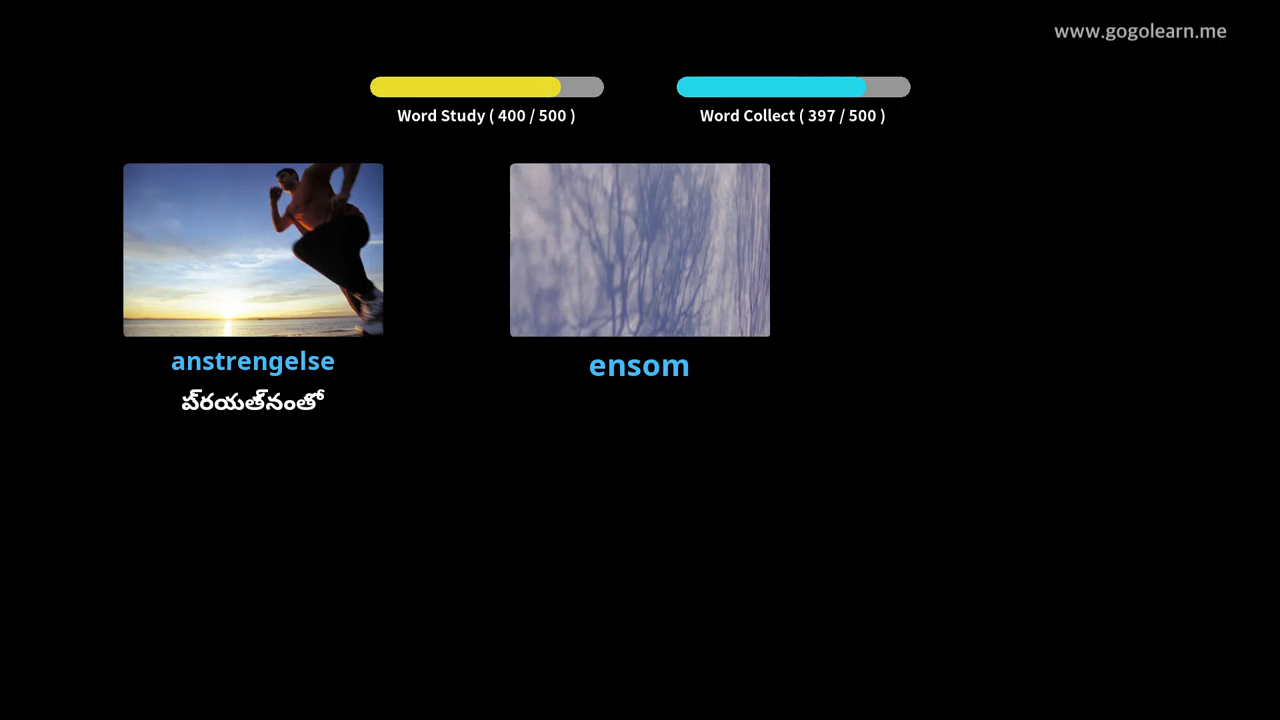 www.gogolearn.me
Word Study ( 400 / 500 )
Word Collect ( 397 / 500 )
anstrengelse
ప్రయత్నంతో
ensom